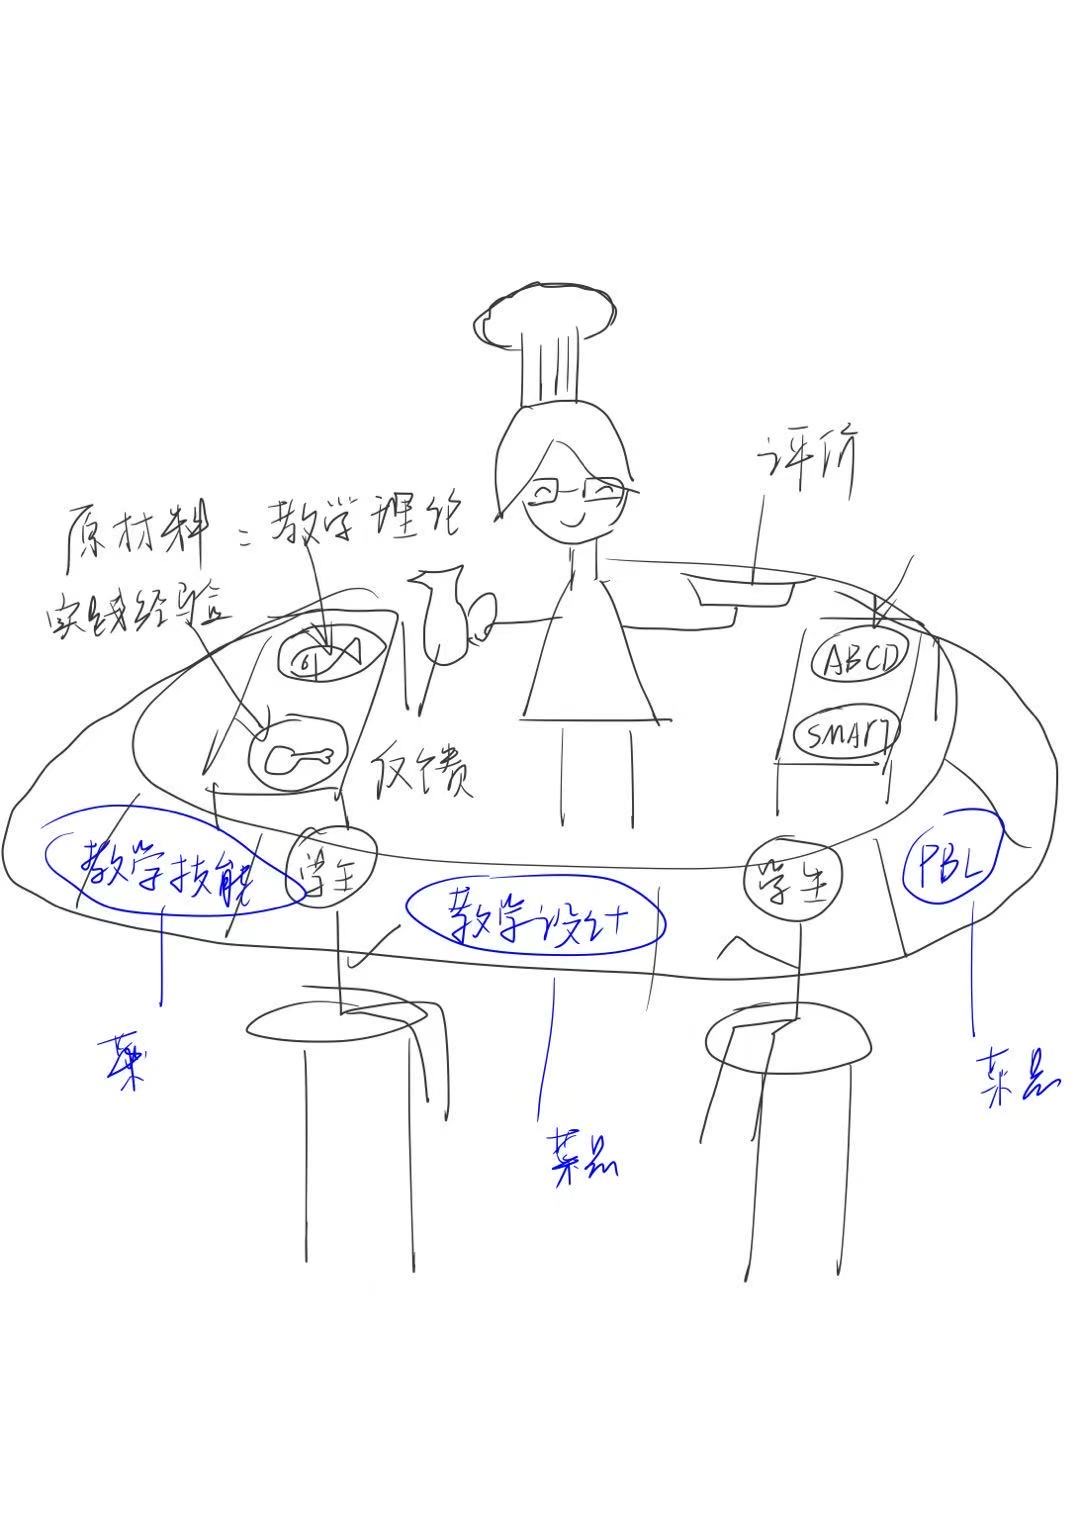 评价
原材料：教学理论
实践经验
ABCD
SMART
反馈
教学技能
学生
教学设计
学生
PBL
菜
菜品
菜品